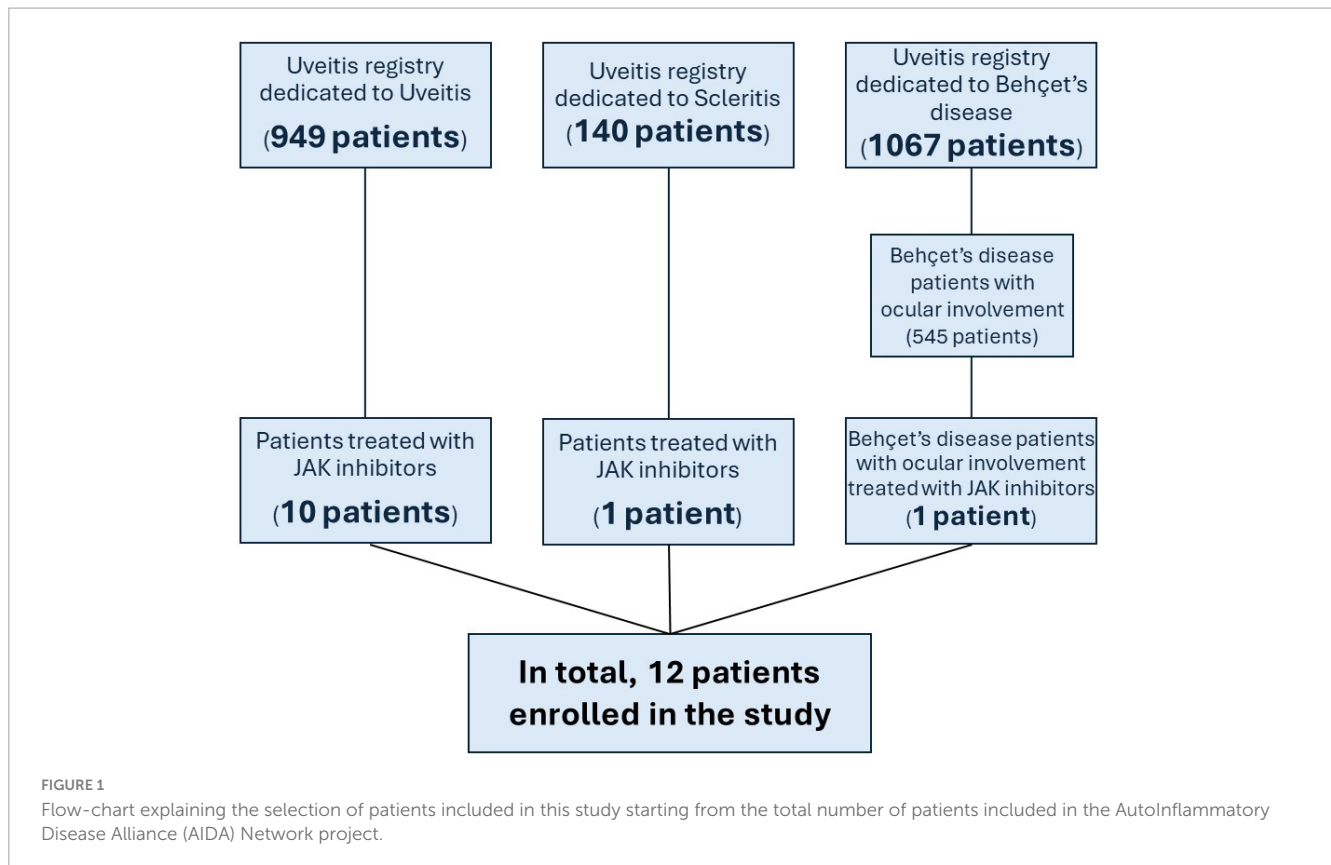 Uveitis registry
dedicated to Uveitis
(949 patients)
Uveitis registry
dedicated to Scleritis
(140 patients)
Uveitis registry
dedicated to Behçet's
disease
(1067 patients)
Behçet's disease
patients with
ocular involvement
(545 patients)
Patients treated with
JAK inhibitors
(10 patients)
Patients treated with
JAK inhibitors
(1 patient)
Behçet's disease patients
with ocular involvement
treated with JAK inhibitors
(1 patient)
In total, 12 patients
enrolled in the study
FIGURE 1
Flow-chart explaining the selection of patients included in this study starting from the total number of patients included in the AutoInflammatory
Disease Alliance (AIDA) Network project.